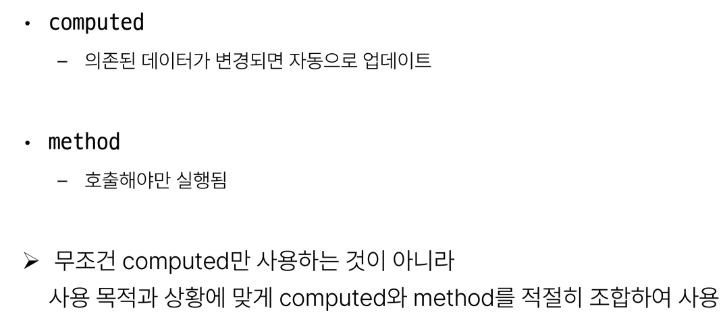 • computed
– 의존된 데이터가 변경되면 자동으로 업데이트
• method
– 호출해야만 실행됨
➢ 무조건 computed만 사용하는 것이 아니라
사용 목적과 상황에 맞게 computed와 method를 적절히 조합하여 사용